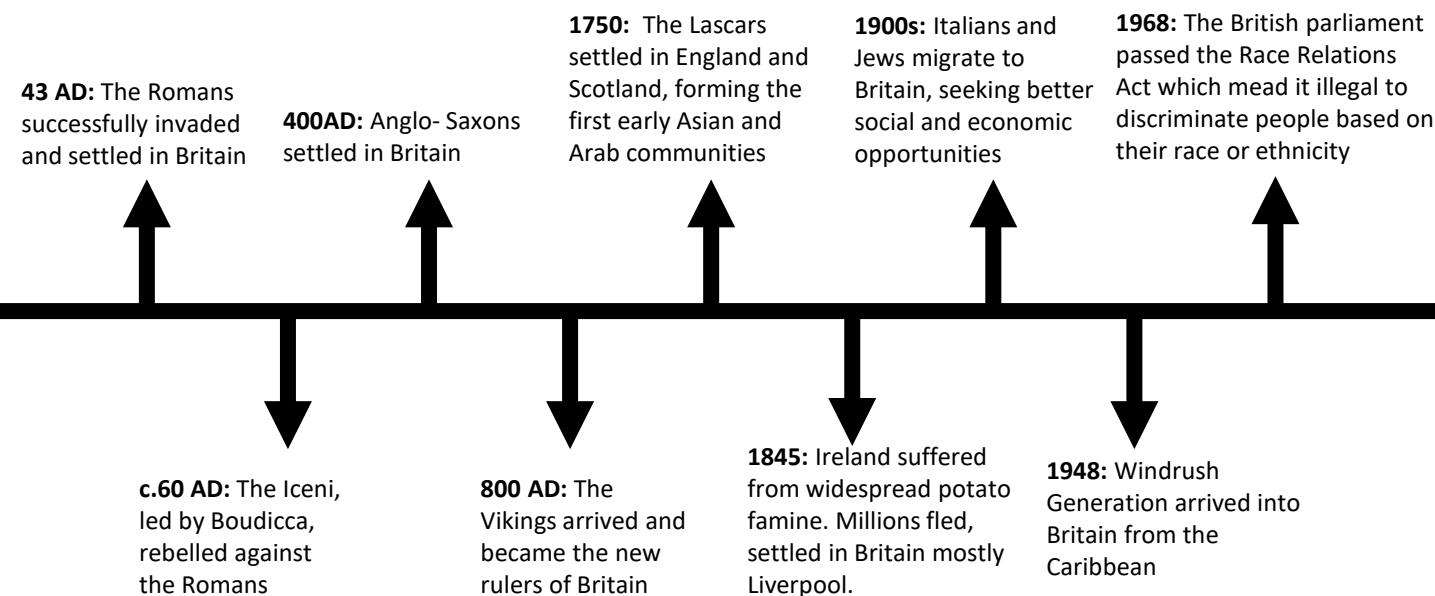 43 AD: The Romans
successfully invaded
and settled in Britain
c.60 AD: The Iceni,
led by Boudicca,
rebelled against
the Romans
400AD: Anglo- Saxons
settled in Britain
800 AD: The
Vikings arrived and
became the new
rulers of Britain
1750:  The Lascars
settled in England and
Scotland, forming the
first early Asian and
Arab communities
1845: Ireland suffered
from widespread potato
famine. Millions fled,
settled in Britain mostly
Liverpool.
1900s: Italians and
Jews migrate to
Britain, seeking better
social and economic
opportunities
1948: Windrush
Generation arrived into
Britain from the
Caribbean
1968: The British parliament
passed the Race Relations
Act which mead it illegal to
discriminate people based on
their race or ethnicity